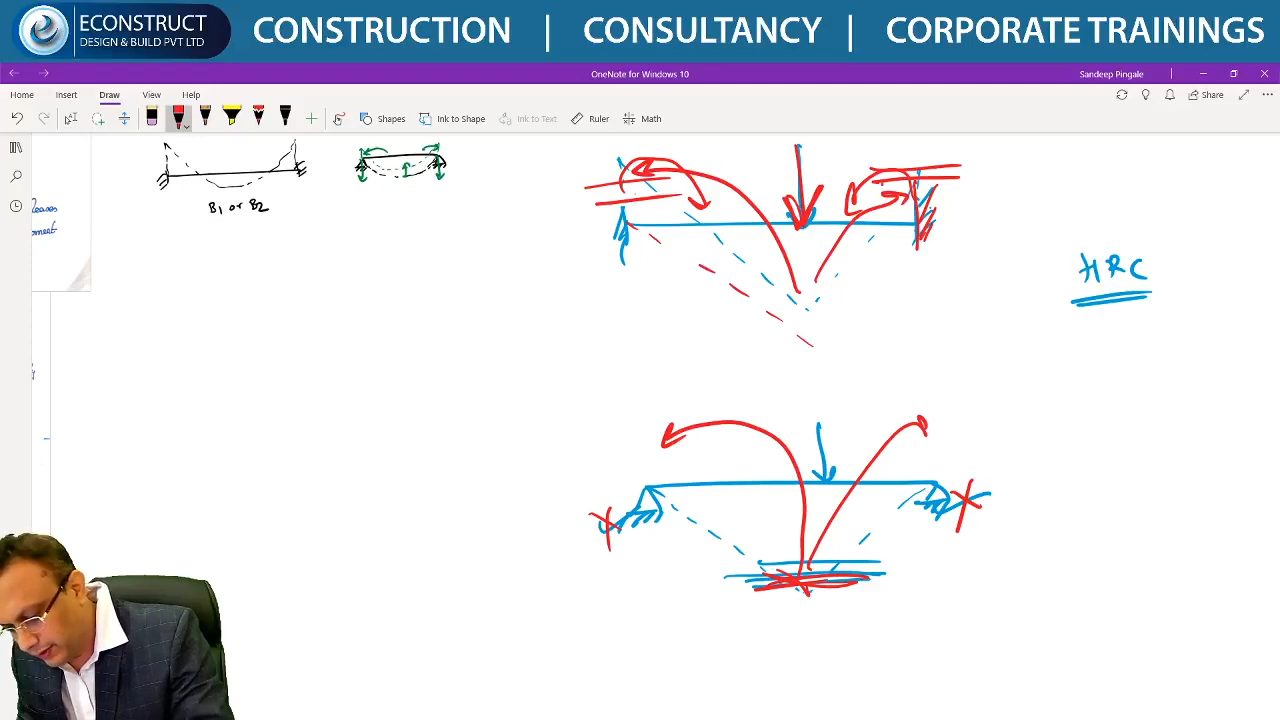 ECONSTRUCT
DESIGN & BUILD PVT LTD
CONSTRUCTION | CONSULTANCY | CORPORATE TRAININGS
OneNote for Windows 10
Sandeep Pingale
Home Insert Draw View Help
Share
Shapes Ink to Shape Ink to Text Ruler Math
B1 or B2
HRC